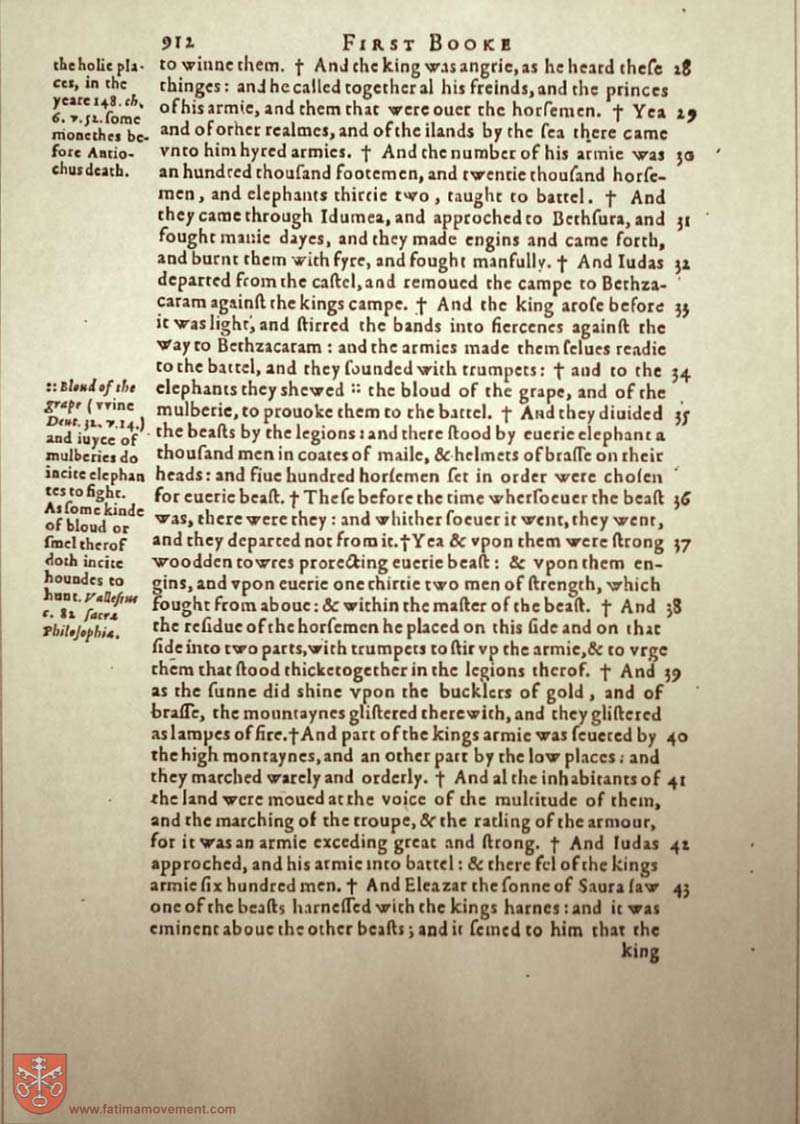 912 FIRST BOOKE
the holie pla-
ces, in the
yeare 148. ch.
6. v. 52. ſome
monethes be-
fore Antio-
chus death.
to winne them. † And the king was angrie, as he heard theſe 28
thinges: and he called together al his freinds, and the princes
of his armie, and them that were ouer the horſemen. † Yea 29
and of other realmes, and of the ilands by the ſea there came
vnto him hyred armies. † And the number of his armie was 30
an hundred thouſand footemen, and twentie thouſand horſe-
men, and elephants thirtie two, taught to battel. † And
they came through Idumea, and approched to Bethſura, and 31
fought manie dayes, and they made engins and came forth,
and burnt them with fyre, and fought manfully. † And Iudas 32
departed from the caſtel, and remoued the campe to Bethza-
caram againſt the kings campe. † And the king aroſe before 33
it was light, and ſtirred the bands into fiercenes againſt the
way to Bethzacaram: and the armies made them ſelues readie
to the battel, and they ſounded with trumpets: † and to the 34
elephants they shewed :: the bloud of the grape, and of the
mulberie, to prouoke them to the battel. † And they diuided 35
the beaſts by the legions: and there ſtood by euerie elephant a
thouſand men in coates of maile, & helmets of braſſe on their
heads: and fiue hundred horſemen ſet in order were choſen
for euerie beaſt. † Theſe before the time wherſoeuer the beaſt 36
was, there were they: and whither ſoeuer it went, they went,
and they departed not from it. † Yea & vpon them were ſtrong 37
woodden towres protecting euerie beaſt: & vpon them en-
gins, and vpon euerie one thirtie two men of ſtrength, which
fought from aboue: & within the maſter of the beaſt. † And 38
the reſidue of the horſemen he placed on this ſide and on that
ſide into two parts, with trumpets to ſtir vp the armie, & to vrge
them that ſtood thicke together in the legions therof. † And 39
as the ſunne did shine vpon the bucklers of gold, and of
braſſe, the mountaynes gliſtered therewith, and they gliſtered
as lampes of fire. † And part of the kings armie was ſeuered by 40
the high montaynes, and an other part by the low places: and
they marched warely and orderly. † And al the inhabitants of 41
the land were moued at the voice of the multitude of them,
and the marching of the troupe, & the ratling of the armour,
for it was an armie exceding great and ſtrong. † And Iudas 42
approched, and his armie into battel: & there fel of the kings
armie ſix hundred men. † And Eleazar the ſonne of Saura ſaw 43
one of the beaſts harneſſed with the kings harnes: and it was
eminent aboue the other beaſts; and it ſemed to him that the
king
:: Bloud of the
grape (vvine
Deut. 32. v. 14.)
and iuyce of
mulberies do
incite elephan
tes to fight.
As ſome kinde
of bloud or
ſmel therof
doth incite
houndes to
hunt. Valleſius
c. 82 ſacra
Philoſophia.
www.fatimamovement.com